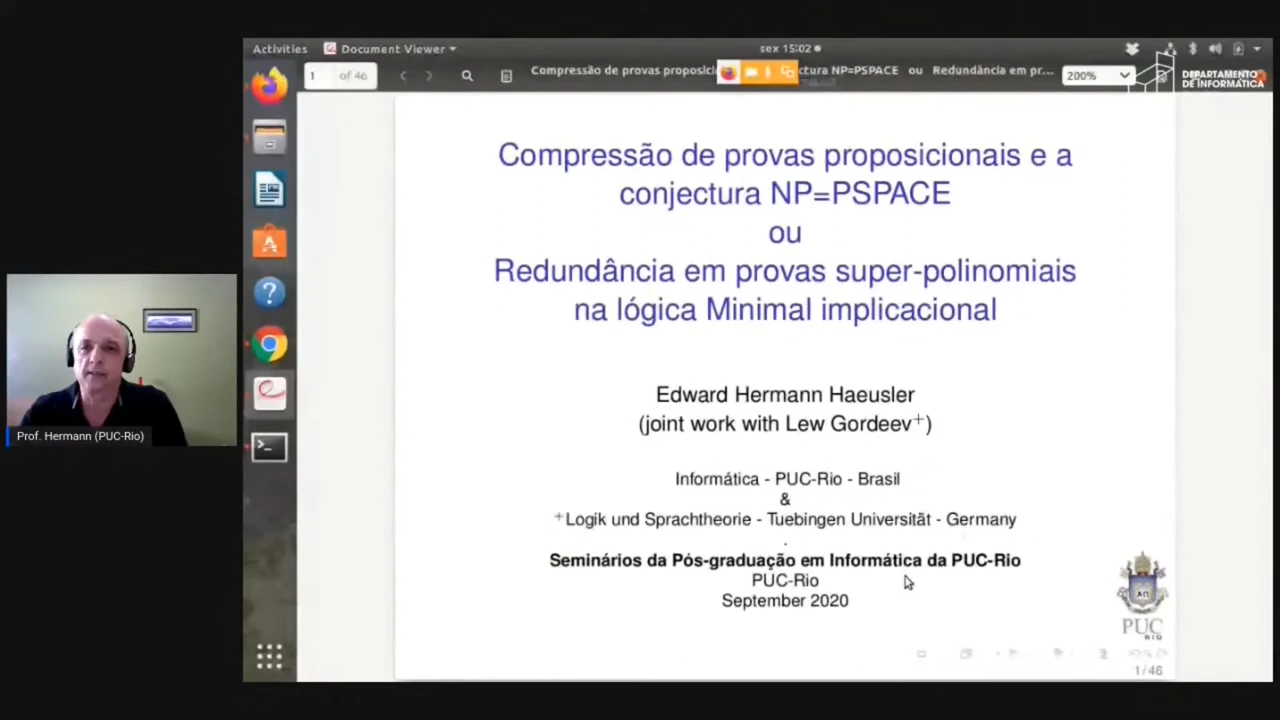 Activities
Document Viewer
sex 15:02
1 of 46
Compressão de provas proposici
ctura NP=PSPACE ou Redundância em pr...
200%
DEPARTAMENTO
DE INFORMÁTICA
Compressão de provas proposicionais e a
conjectura NP=PSPACE
ou
Redundância em provas super-polinomiais
na lógica Minimal implicacional
Edward Hermann Haeusler
(joint work with Lew Gordeev+)
Informática - PUC-Rio - Brasil
&
+Logik und Sprachtheorie - Tuebingen Universität - Germany
.
Seminários da Pós-graduação em Informática da PUC-Rio
PUC-Rio
September 2020
Prof. Hermann (PUC-Rio)
PUC
RIO
1/46